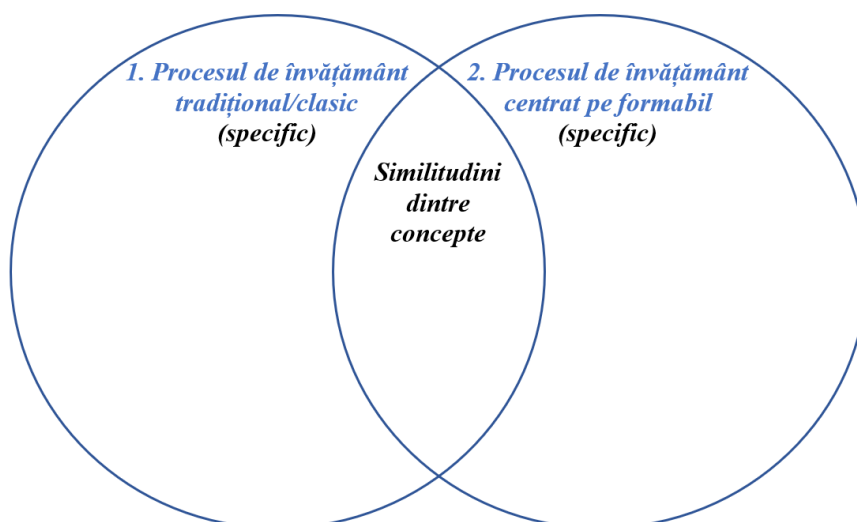 1. Procesul de învățământ
tradițional/clasic
(specific)
2. Procesul de învățământ
centrat pe formabil
(specific)
Similitudini
dintre
concepte